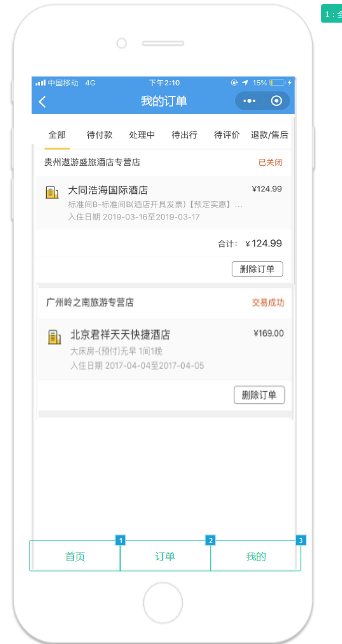 1：
中国移动 4G 下午2:10 15%
我的订单
全部 待付款 处理中 待出行 待评价 退款/售后
贵州遨游盛旅酒店专营店 已关闭
大同浩海国际酒店 ¥124.99
标准间B-标准间B(酒店开具发票)【预定实惠】...
入住日期 2019-03-16至2019-03-17
合计： ¥124.99
删除订单
广州岭之南旅游专营店 交易成功
北京君祥天天快捷酒店 ¥169.00
大床房-(预付)无早 1间1晚
入住日期 2017-04-04至2017-04-05
删除订单
1 2 3
首页 订单 我的